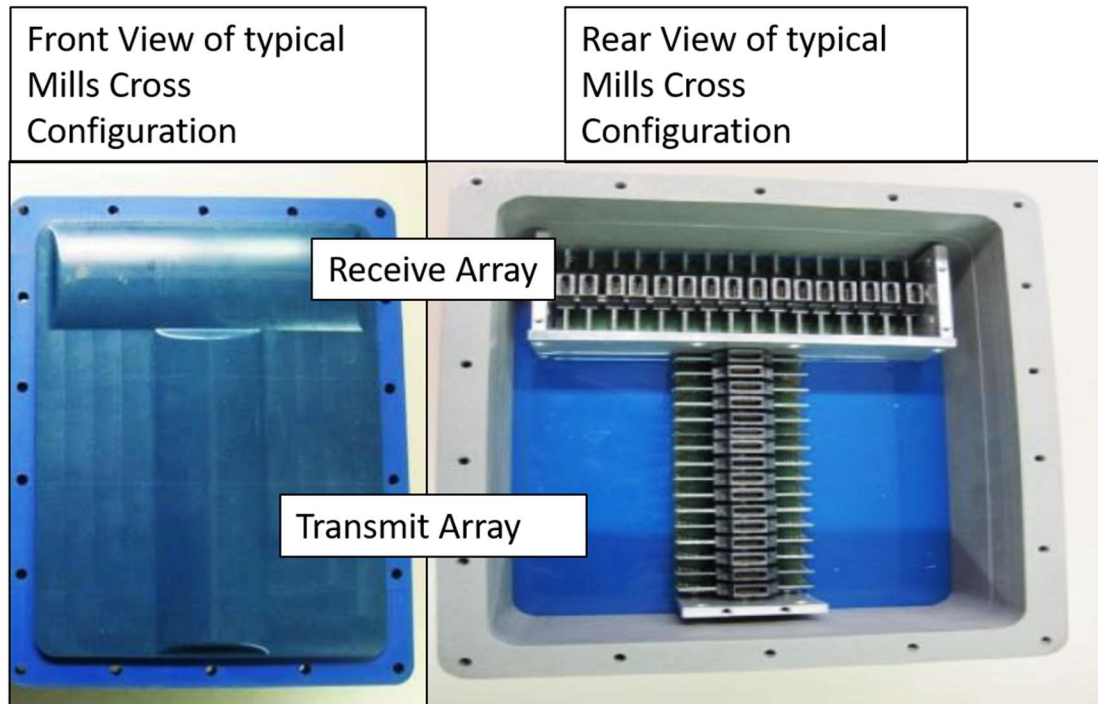 Front View of typical
Mills Cross
Configuration
Rear View of typical
Mills Cross
Configuration
Receive Array
Transmit Array